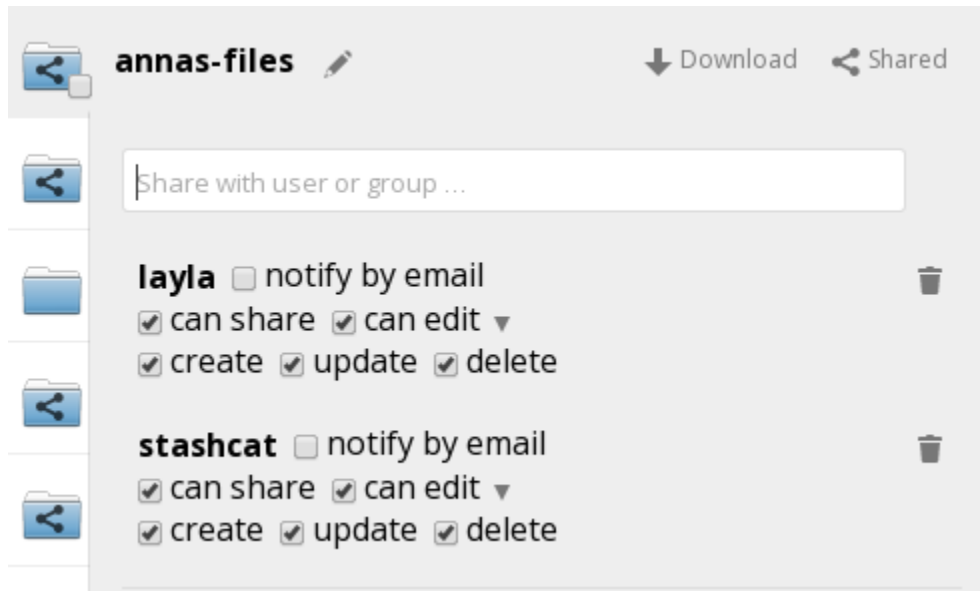 annas-files Download Shared
Share with user or group ...
layla notify by email
can share can edit
create update delete
stashcat notify by email
can share can edit
create update delete